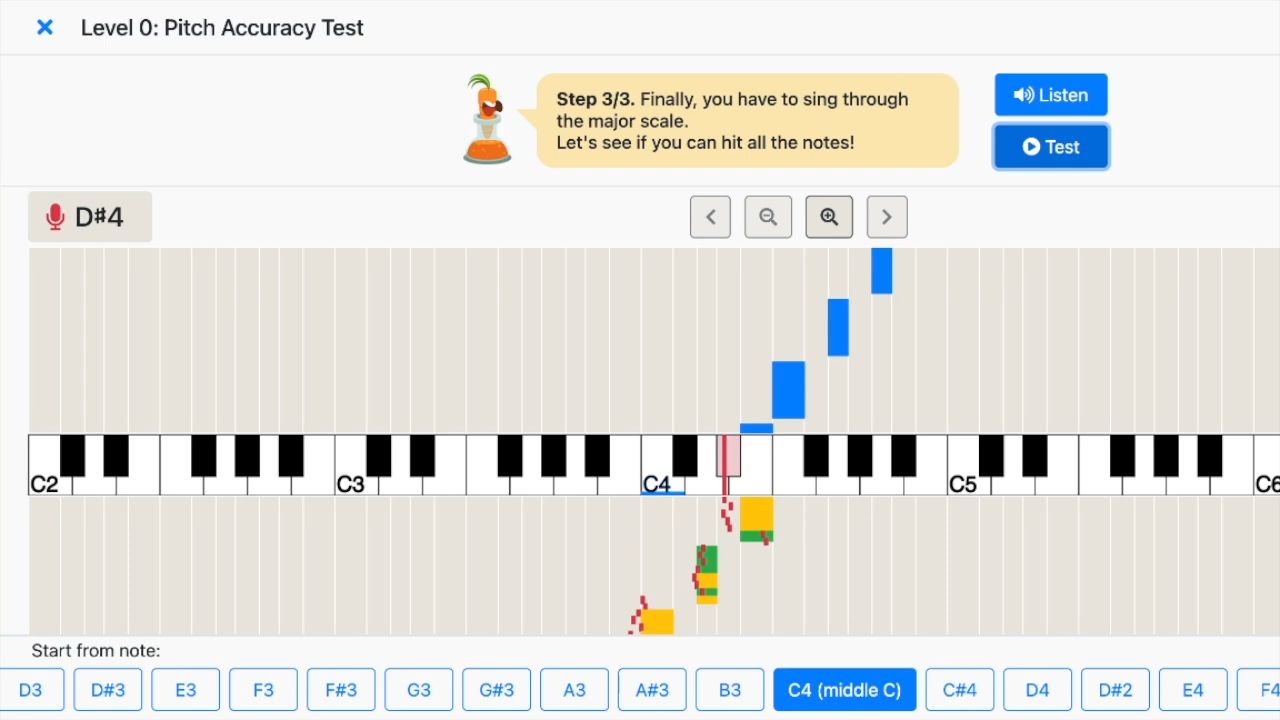 Level 0: Pitch Accuracy Test
Step 3/3. Finally, you have to sing through
the major scale.
Let's see if you can hit all the notes!
Listen
Test
D#4
C2
C3
C4
C5
C6
Start from note:
D3
D#3
E3
F3
F#3
G3
G#3
A3
A#3
B3
C4 (middle C)
C#4
D4
D#2
E4
F4